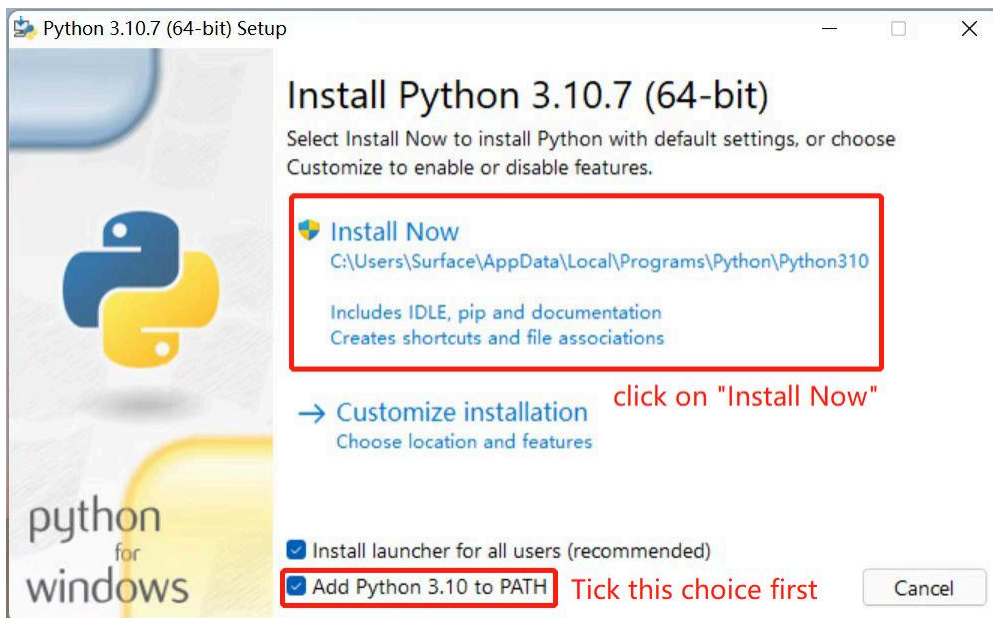 Python 3.10.7 (64-bit) Setup
Install Python 3.10.7 (64-bit)
Select Install Now to install Python with default settings, or choose
Customize to enable or disable features.
Install Now
C:\Users\Surface\AppData\Local\Programs\Python\Python310
Includes IDLE, pip and documentation
Creates shortcuts and file associations
click on "Install Now"
Customize installation
Choose location and features
python
for
windows
Install launcher for all users (recommended)
Add Python 3.10 to PATH
Tick this choice first
Cancel